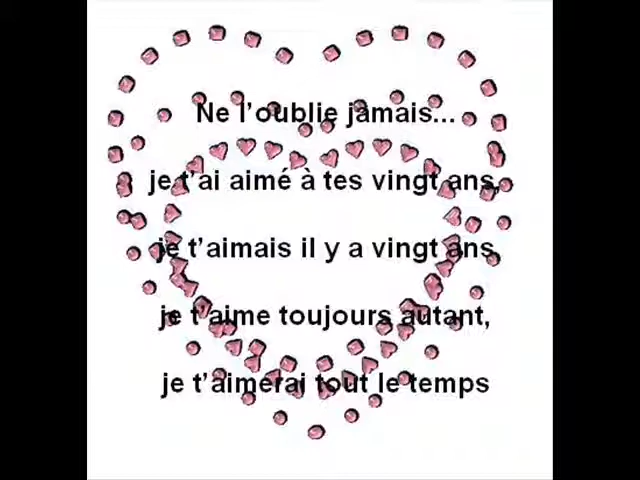 Ne l'oublie jamais...
je t'ai aimé à tes vingt ans,
je t'aimais il y a vingt ans,
je t'aime toujours autant,
je t'aimerai tout le temps